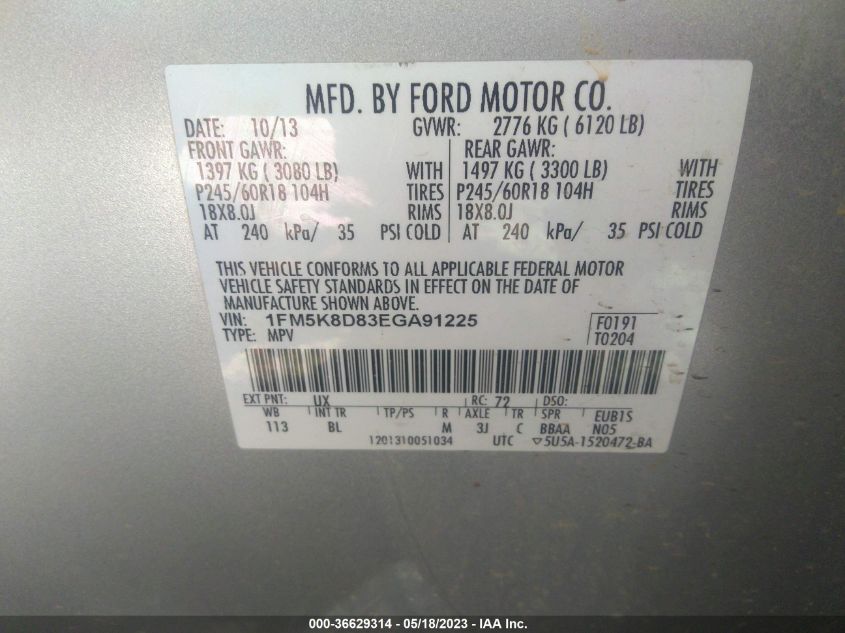 MFD. BY FORD MOTOR CO.
DATE: 10/13 GVWR: 2776 KG ( 6120 LB)
FRONT GAWR: REAR GAWR:
1397 KG ( 3080 LB) WITH 1497 KG ( 3300 LB) WITH
P245/60R18 104H TIRES P245/60R18 104H TIRES
18X8.0J RIMS 18X8.0J RIMS
AT 240 kPa/ 35 PSI COLD AT 240 kPa/ 35 PSI COLD
THIS VEHICLE CONFORMS TO ALL APPLICABLE FEDERAL MOTOR
VEHICLE SAFETY STANDARDS IN EFFECT ON THE DATE OF
MANUFACTURE SHOWN ABOVE.
VIN: 1FM5K8D83EGA91225 F0191
TYPE: MPV T0204
EXT PNT: UX RC: 72 DSO:
WB INT TR TP/PS R AXLE TR SPR EUB1S
113 BL M 3J C BBAA N05
1201310051034 UTC ▽5U5A-1520472-BA
000-36629314 - 05/18/2023 - IAA Inc.